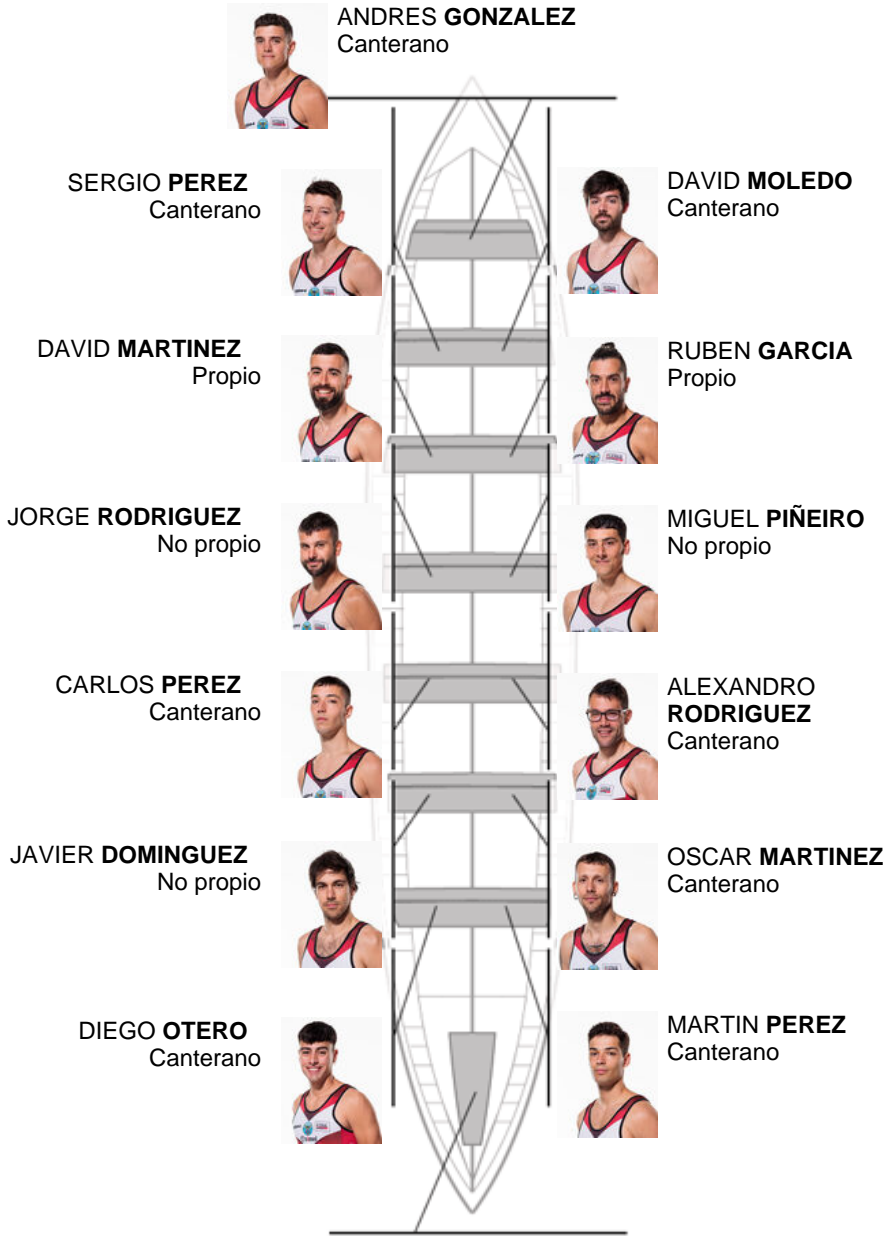 ANDRES GONZALEZ
Canterano
SERGIO PEREZ
Canterano
DAVID MOLEDO
Canterano
DAVID MARTINEZ
Propio
RUBEN GARCIA
Propio
JORGE RODRIGUEZ
No propio
MIGUEL PIÑEIRO
No propio
CARLOS PEREZ
Canterano
ALEXANDRO
RODRIGUEZ
Canterano
JAVIER DOMINGUEZ
No propio
OSCAR MARTINEZ
Canterano
DIEGO OTERO
Canterano
MARTIN PEREZ
Canterano